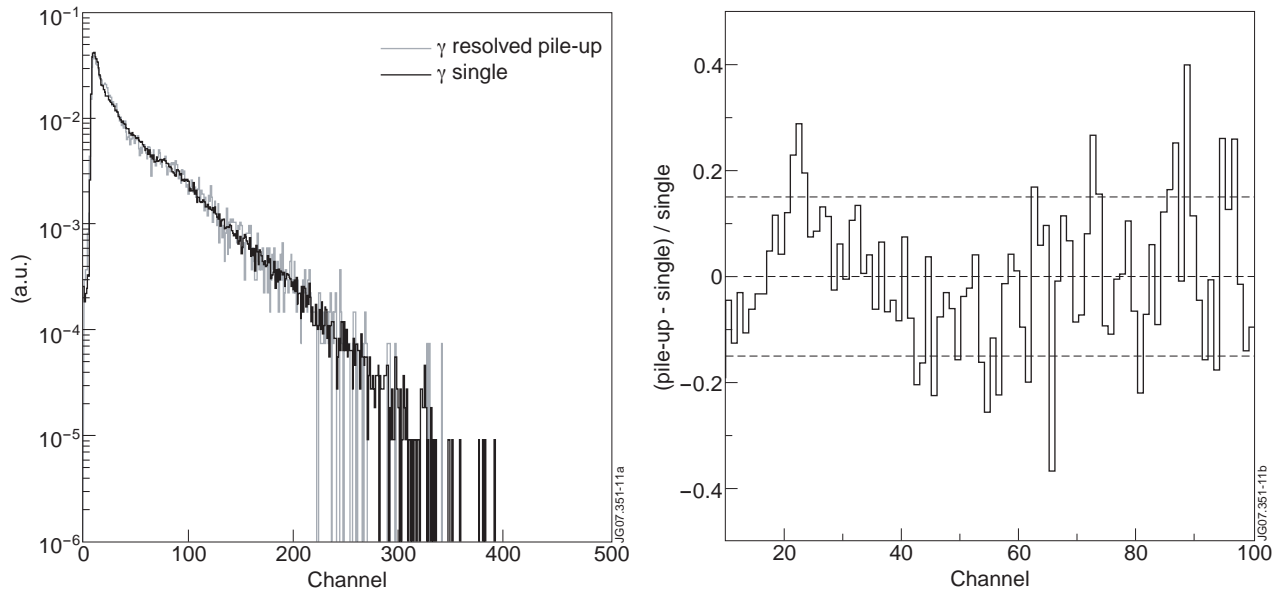 10−1
10−2
10−3
10−4
10−5
10−6
(a.u.)
γ resolved pile-up
γ single
0
100
200
300
400
500
Channel
JG07.351-11a
0.4
0.2
0
−0.2
−0.4
(pile-up - single) / single
20
40
60
80
100
Channel
JG07.351-11b